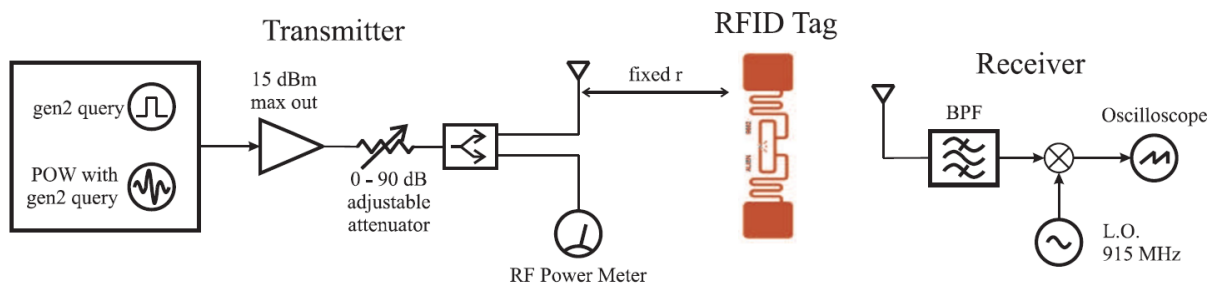 Transmitter
gen2 query
POW with
gen2 query
15 dBm
max out
0 - 90 dB
adjustable
attenuator
RF Power Meter
fixed r
RFID Tag
ALIEN
Receiver
BPF
Oscilloscope
L.O.
915 MHz